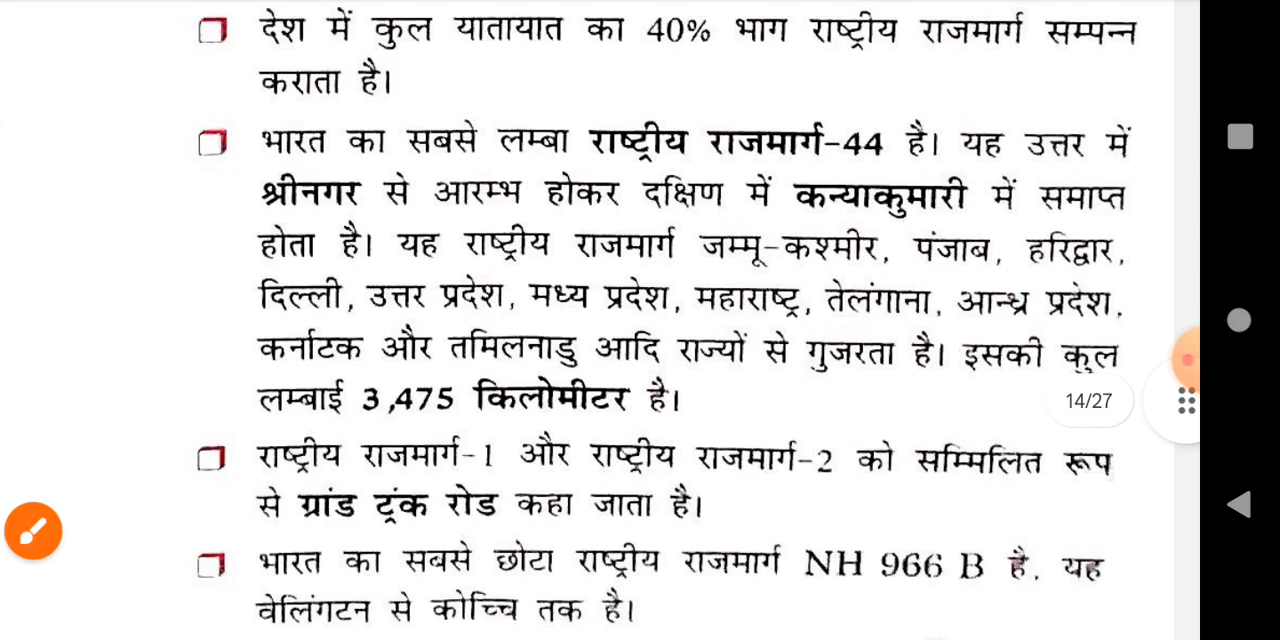 देश में कुल यातायात का 40% भाग राष्ट्रीय राजमार्ग सम्पन्न
कराता है।
भारत का सबसे लम्बा राष्ट्रीय राजमार्ग-44 है। यह उत्तर में
श्रीनगर से आरम्भ होकर दक्षिण में कन्याकुमारी में समाप्त
होता है। यह राष्ट्रीय राजमार्ग जम्मू-कश्मीर, पंजाब, हरिद्वार,
दिल्ली, उत्तर प्रदेश, मध्य प्रदेश, महाराष्ट्र, तेलंगाना, आन्ध्र प्रदेश,
कर्नाटक और तमिलनाडु आदि राज्यों से गुजरता है। इसकी कुल
लम्बाई 3,475 किलोमीटर है।
14/27
राष्ट्रीय राजमार्ग-1 और राष्ट्रीय राजमार्ग-2 को सम्मिलित रूप
से ग्रांड ट्रंक रोड कहा जाता है।
भारत का सबसे छोटा राष्ट्रीय राजमार्ग NH 966 B है, यह
वेलिंगटन से कोच्चि तक है।